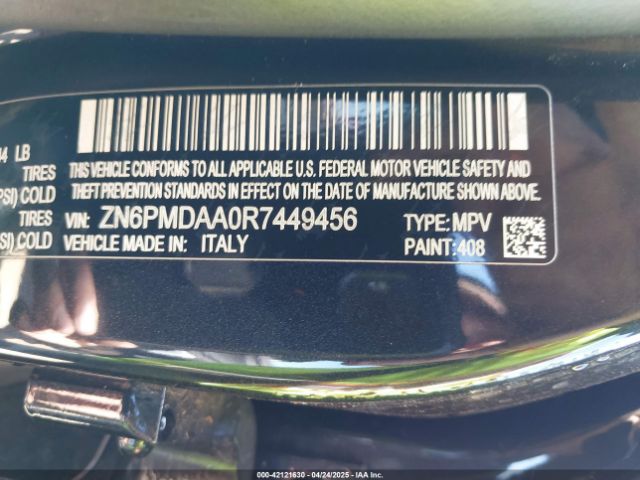 44 LB
TIRES
PSI) COLD
TIRES
SI) COLD
THIS VEHICLE CONFORMS TO ALL APPLICABLE U.S. FEDERAL MOTOR VEHICLE SAFETY AND
THEFT PREVENTION STANDARDS IN EFFECT ON THE DATE OF MANUFACTURE SHOWN ABOVE.
VIN: ZN6PMDAA0R7449456 TYPE: MPV
VEHICLE MADE IN: ITALY PAINT: 408
000-42121630 - 04/24/2025 - IAA Inc.